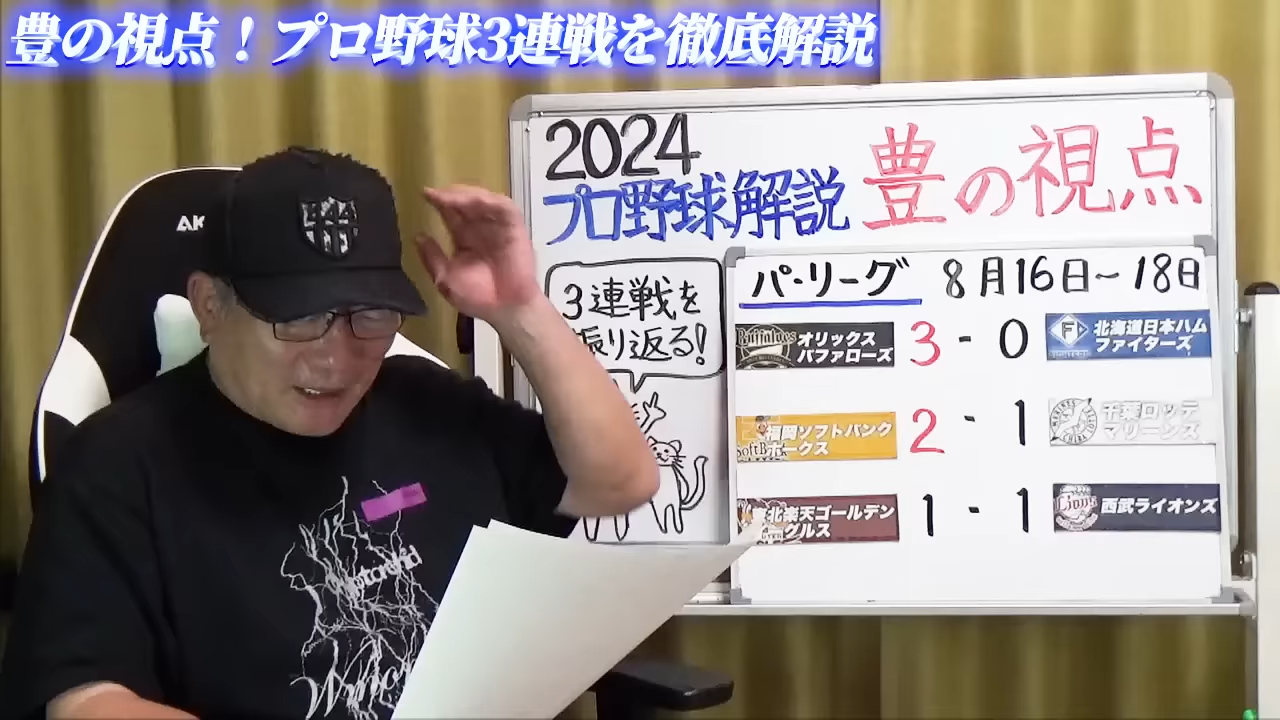 豊の視点！プロ野球3連戦を徹底解説
2024
プロ野球解説 豊の視点
3連戦を
振り返る!
パ・リーグ 8月16日~18日
Buffaloes オリックス
バファローズ
3 - 0
F 北海道日本ハム
ファイターズ
福岡ソフトバンク
ホークス
2 - 1
千葉ロッテ
マリーンズ
東北楽天ゴールデン
イーグルス
1 - 1
Lions 西武ライオンズ
AK